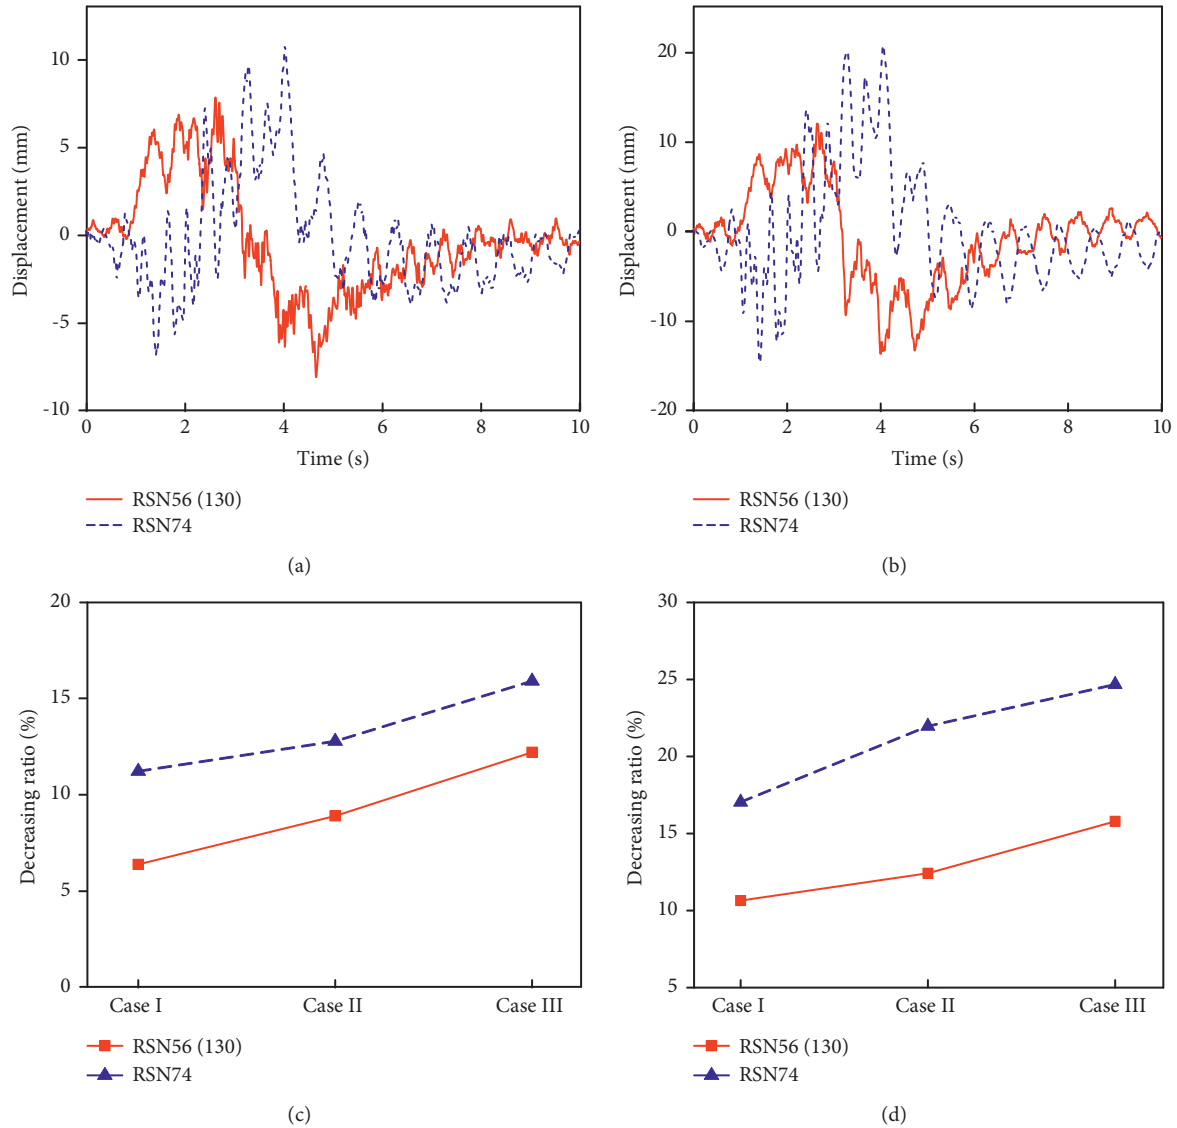 10
5
0
-5
-10
Displacement (mm)
0 2 4 6 8 10
Time (s)
RSN56 (130)
RSN74
(a)
20
10
0
-10
-20
Displacement (mm)
0 2 4 6 8 10
Time (s)
RSN56 (130)
RSN74
(b)
20
15
10
5
0
Decreasing ratio (%)
Case I Case II Case III
RSN56 (130)
RSN74
(c)
30
25
20
15
10
5
Decreasing ratio (%)
Case I Case II Case III
RSN56 (130)
RSN74
(d)